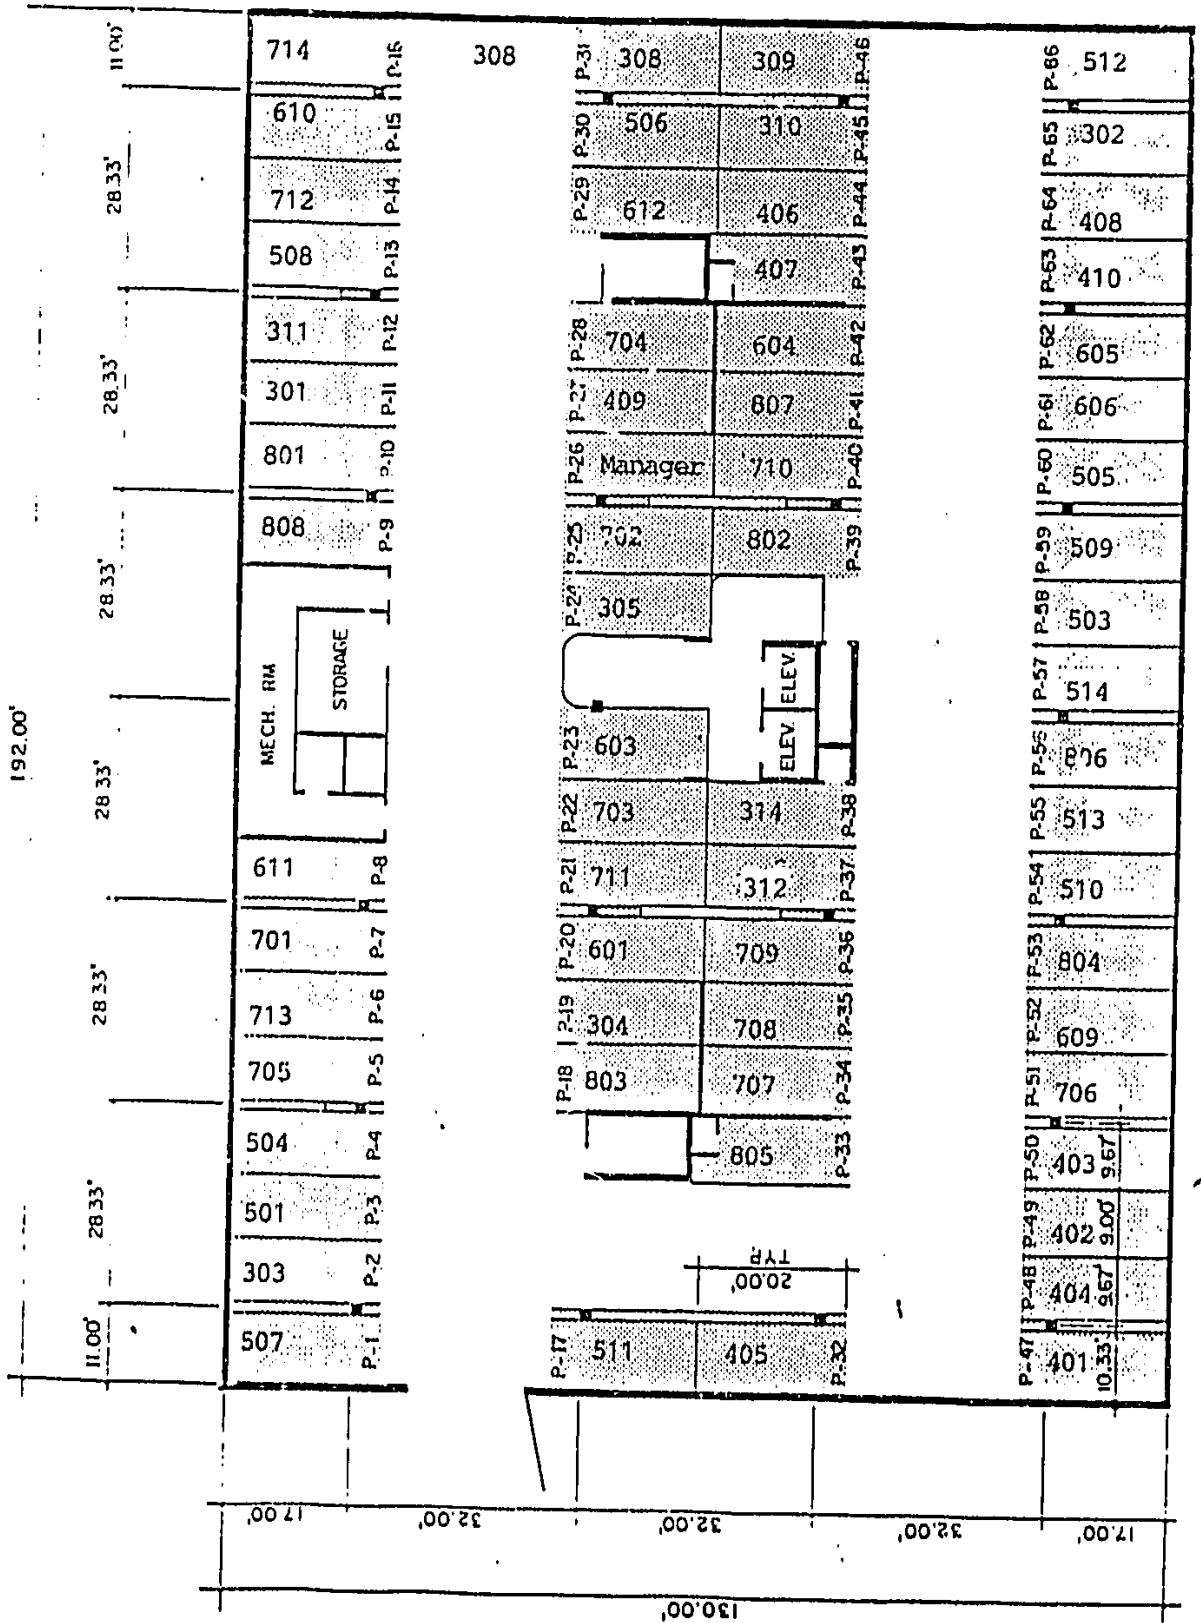 192.00'
11.00'
28.33'
28.33'
28.33'
28.33'
28.33'
28.33'
11.00'
714 P-16
610 P-15
712 P-14
508 P-13
311 P-12
301 P-11
801 P-10
808 P-9
MECH. RM
STORAGE
611 P-8
701 P-7
713 P-6
705 P-5
504 P-4
501 P-3
303 P-2
507 P-1
308
P-31 308
P-30 506
P-29 612
P-28 704
P-27 409
P-26 Manager
P-25 702
P-24 305
P-23 603
P-22 703
P-21 711
P-20 601
P-19 304
P-18 803
P-17 511
309 P-46
310 P-45
406 P-44
407 P-43
604 P-42
807 P-41
710 P-40
802 P-39
ELEV.
ELEV.
314 P-38
312 P-37
709 P-36
708 P-35
707 P-34
805 P-33
20.00'
TYP.
405 P-32
P-66 512
P-65 302
P-64 408
P-63 410
P-62 605
P-61 606
P-60 505
P-59 509
P-58 503
P-57 514
P-56 806
P-55 513
P-54 510
P-53 804
P-52 609
P-51 706
P-50 403 9.67'
P-49 402 9.00'
P-48 404 9.67'
P-47 401 10.33'
17.00'
32.00'
32.00'
32.00'
17.00'
130.00'